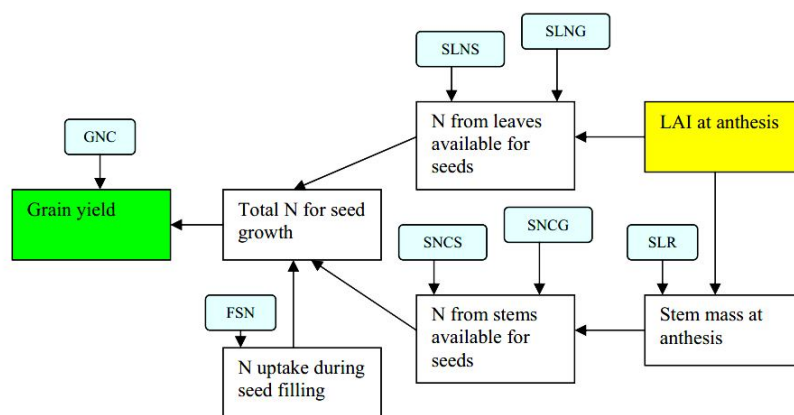 SLNS
SLNG
GNC
N from leaves
available for
seeds
LAI at anthesis
Grain yield
Total N for seed
growth
SNCS
SNCG
SLR
FSN
N from stems
available for
seeds
Stem mass at
anthesis
N uptake during
seed filling